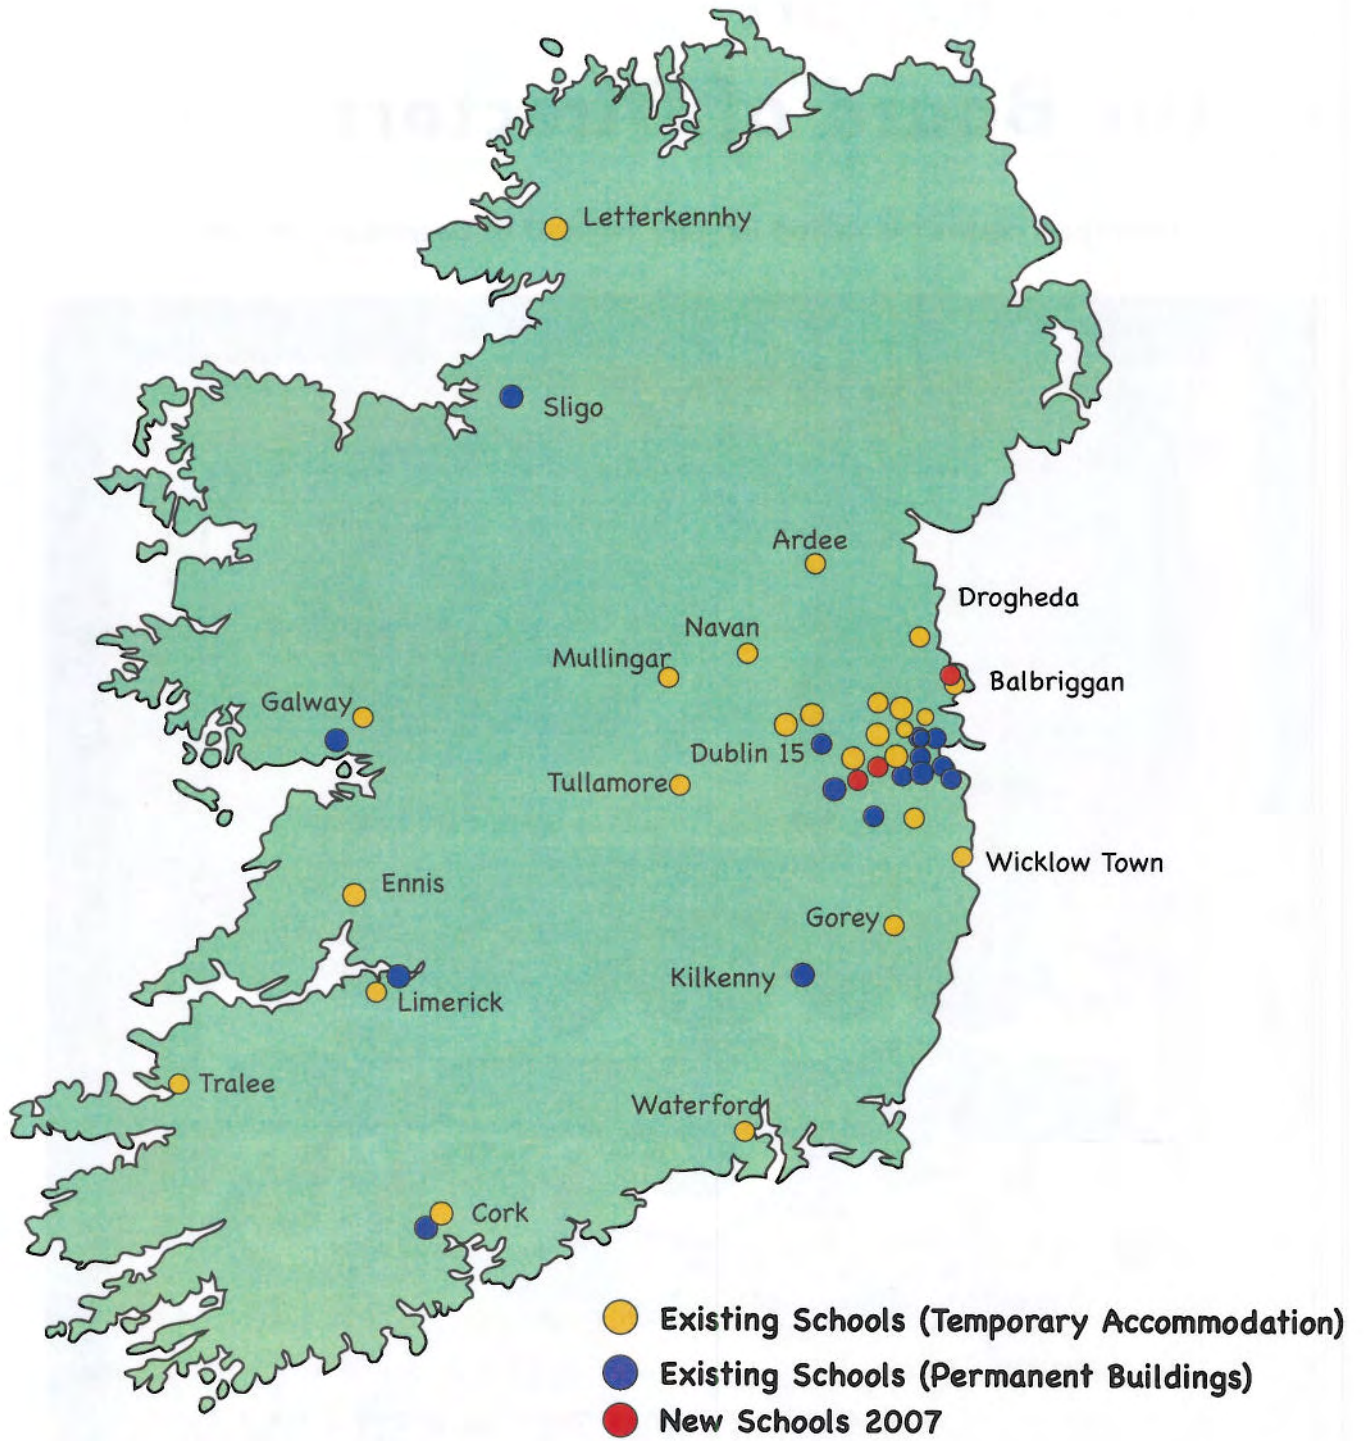 Letterkennhy
Sligo
Ardee
Drogheda
Navan
Mullingar
Balbriggan
Galway
Dublin 15
Tullamore
Wicklow Town
Ennis
Gorey
Kilkenny
Limerick
Tralee
Waterford
Cork
Existing Schools (Temporary Accommodation)
Existing Schools (Permanent Buildings)
New Schools 2007